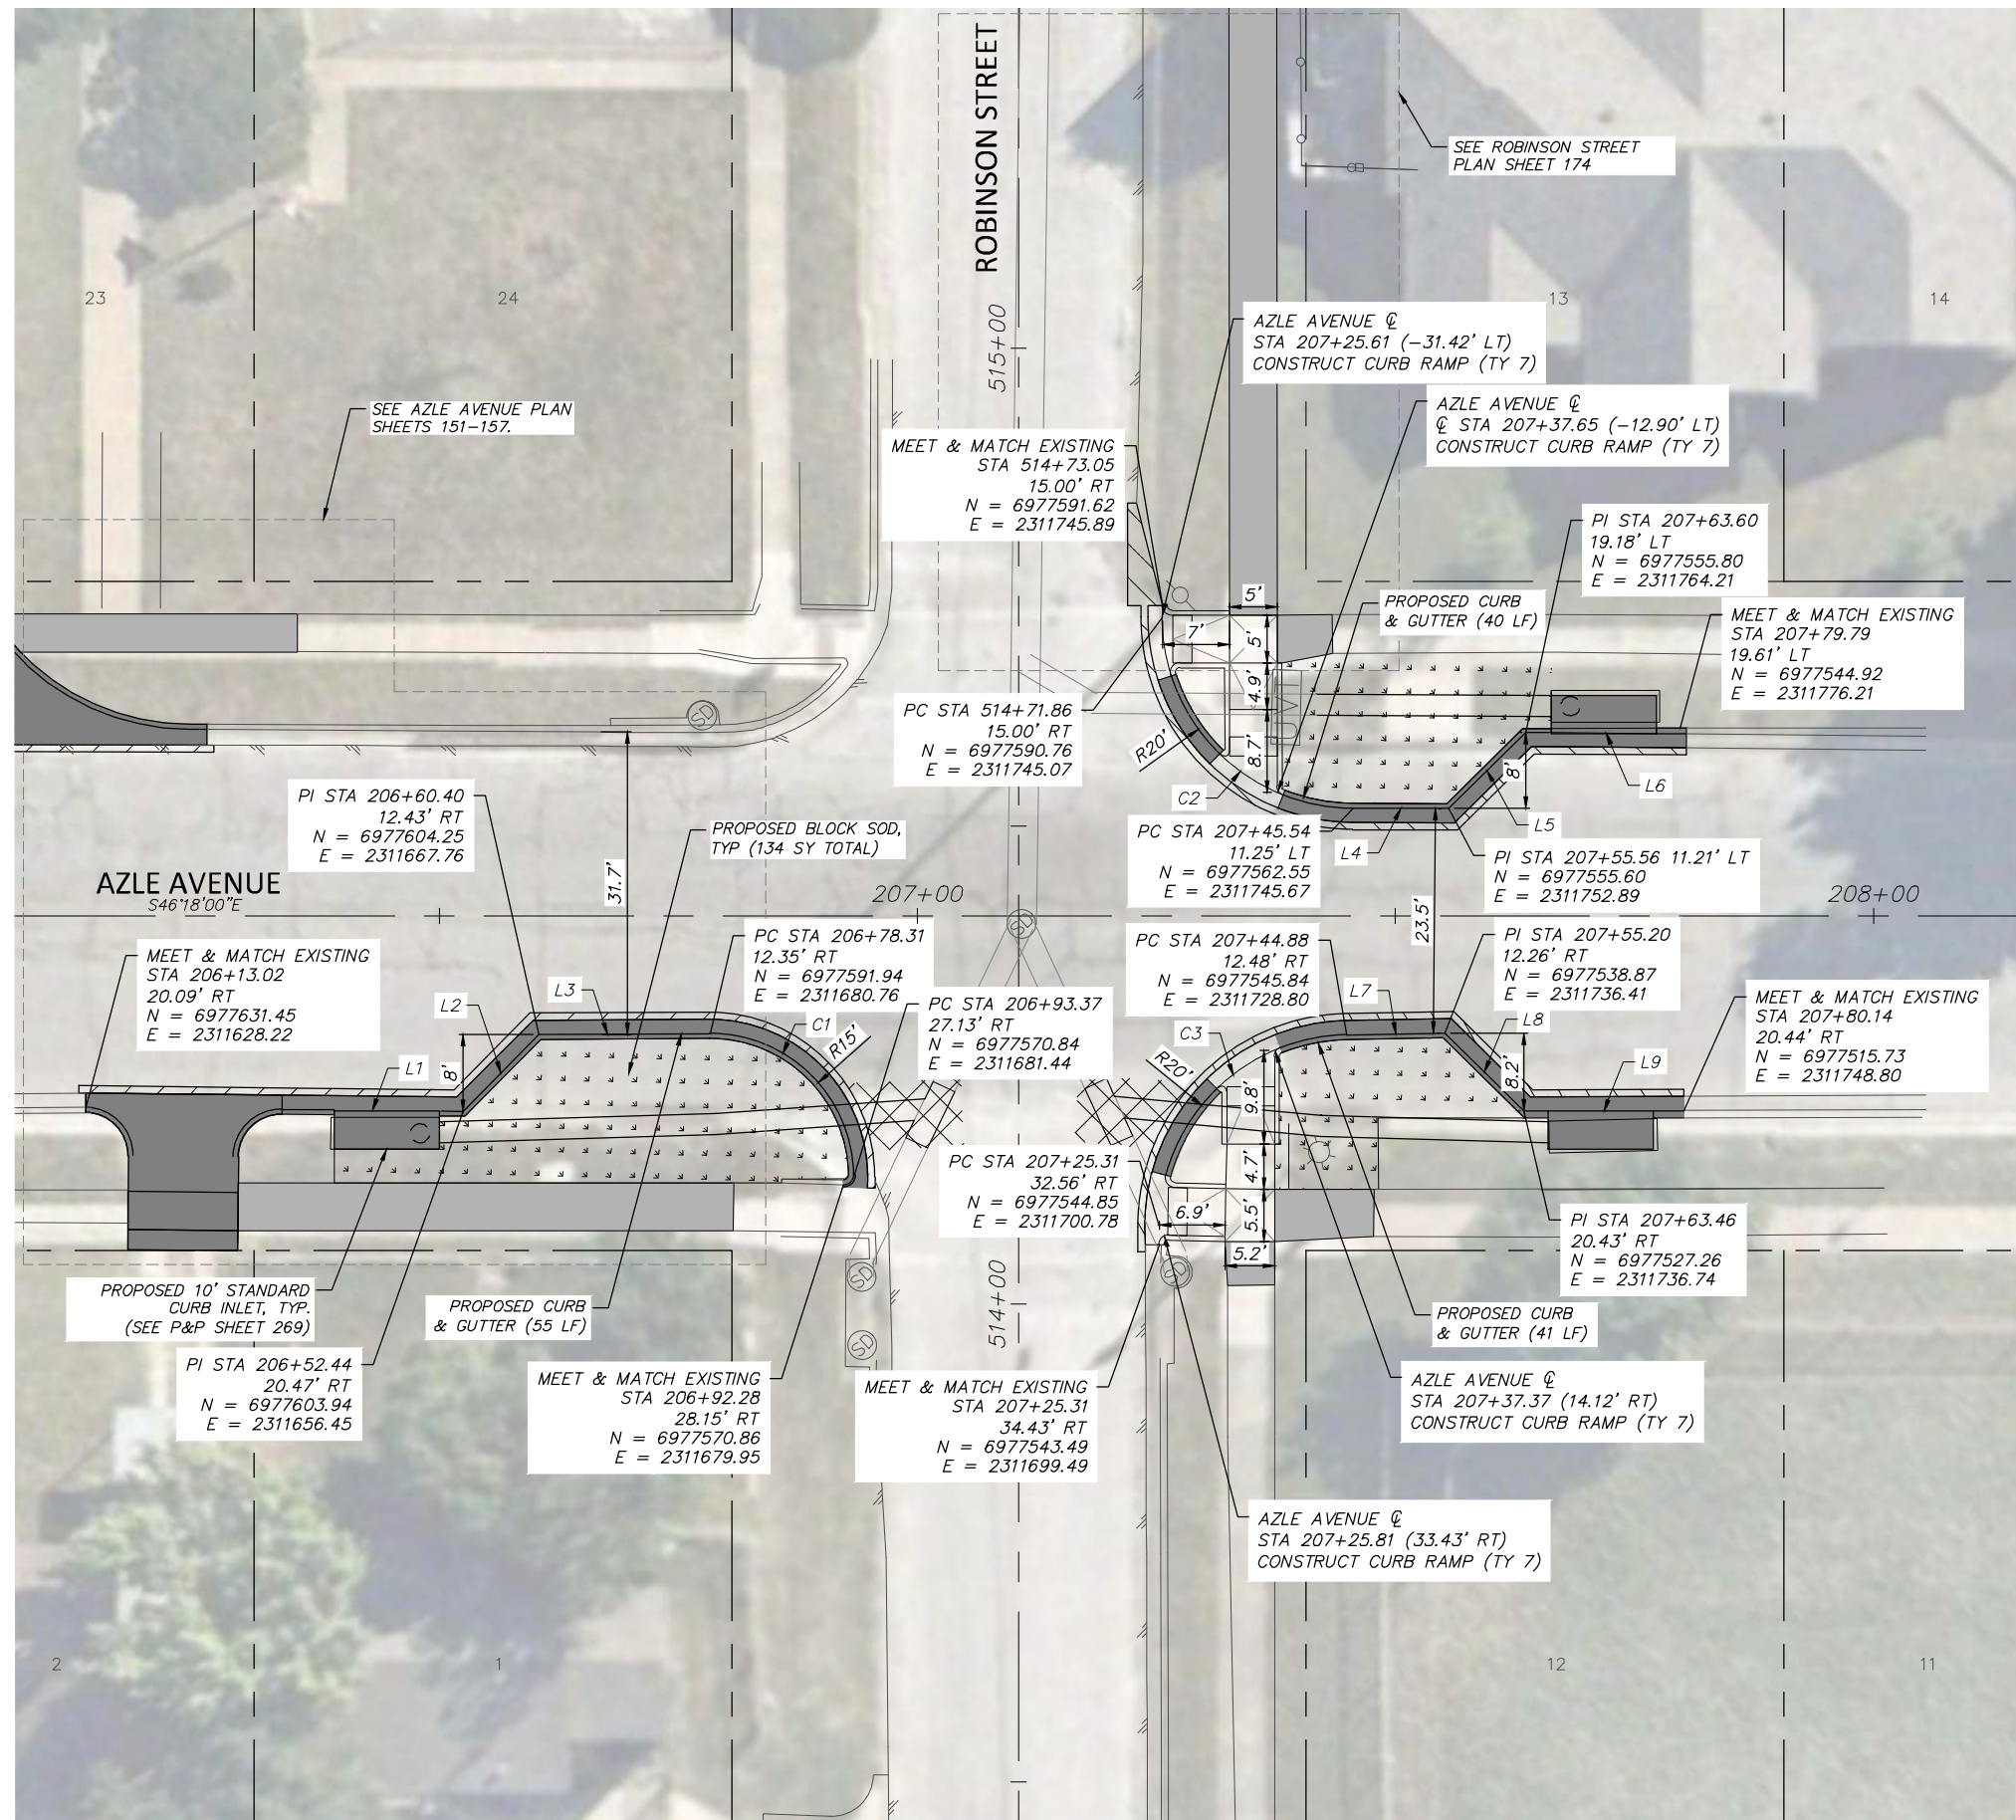 ROBINSON STREET
SEE ROBINSON STREET
PLAN SHEET 174
23
24
13
14
515+00
AZLE AVENUE ℄
STA 207+25.61 (-31.42' LT)
CONSTRUCT CURB RAMP (TY 7)
SEE AZLE AVENUE PLAN
SHEETS 151-157.
AZLE AVENUE ℄
℄ STA 207+37.65 (-12.90' LT)
CONSTRUCT CURB RAMP (TY 7)
MEET & MATCH EXISTING
STA 514+73.05
15.00' RT
N = 6977591.62
E = 2311745.89
PI STA 207+63.60
19.18' LT
N = 6977555.80
E = 2311764.21
PROPOSED CURB
& GUTTER (40 LF)
MEET & MATCH EXISTING
STA 207+79.79
19.61' LT
N = 6977544.92
E = 2311776.21
5'
7'
5'
4.9'
8.7'
R20'
SD
PC STA 514+71.86
15.00' RT
N = 6977590.76
E = 2311745.07
C2
8'
L6
L5
L4
PI STA 206+60.40
12.43' RT
N = 6977604.25
E = 2311667.76
PROPOSED BLOCK SOD,
TYP (134 SY TOTAL)
31.7'
PC STA 207+45.54
11.25' LT
N = 6977562.55
E = 2311745.67
PI STA 207+55.56 11.21' LT
N = 6977555.60
E = 2311752.89
AZLE AVENUE
S46°18'00"E
207+00
208+00
SD
23.5'
MEET & MATCH EXISTING
STA 206+13.02
20.09' RT
N = 6977631.45
E = 2311628.22
L2
L3
PC STA 206+78.31
12.35' RT
N = 6977591.94
E = 2311680.76
PC STA 207+44.88
12.48' RT
N = 6977545.84
E = 2311728.80
L7
PI STA 207+55.20
12.26' RT
N = 6977538.87
E = 2311736.41
L1
8'
C1
R15'
PC STA 206+93.37
27.13' RT
N = 6977570.84
E = 2311681.44
C3
R20'
L8
8.2'
L9
MEET & MATCH EXISTING
STA 207+80.14
20.44' RT
N = 6977515.73
E = 2311748.80
9.8'
4.7'
5.5'
6.9'
5.2'
PC STA 207+25.31
32.56' RT
N = 6977544.85
E = 2311700.78
PI STA 207+63.46
20.43' RT
N = 6977527.26
E = 2311736.74
SD
SD
SD
PROPOSED 10' STANDARD
CURB INLET, TYP.
(SEE P&P SHEET 269)
PROPOSED CURB
& GUTTER (55 LF)
514+00
PROPOSED CURB
& GUTTER (41 LF)
PI STA 206+52.44
20.47' RT
N = 6977603.94
E = 2311656.45
MEET & MATCH EXISTING
STA 206+92.28
28.15' RT
N = 6977570.86
E = 2311679.95
MEET & MATCH EXISTING
STA 207+25.31
34.43' RT
N = 6977543.49
E = 2311699.49
AZLE AVENUE ℄
STA 207+37.37 (14.12' RT)
CONSTRUCT CURB RAMP (TY 7)
AZLE AVENUE ℄
STA 207+25.81 (33.43' RT)
CONSTRUCT CURB RAMP (TY 7)
2
1
12
11